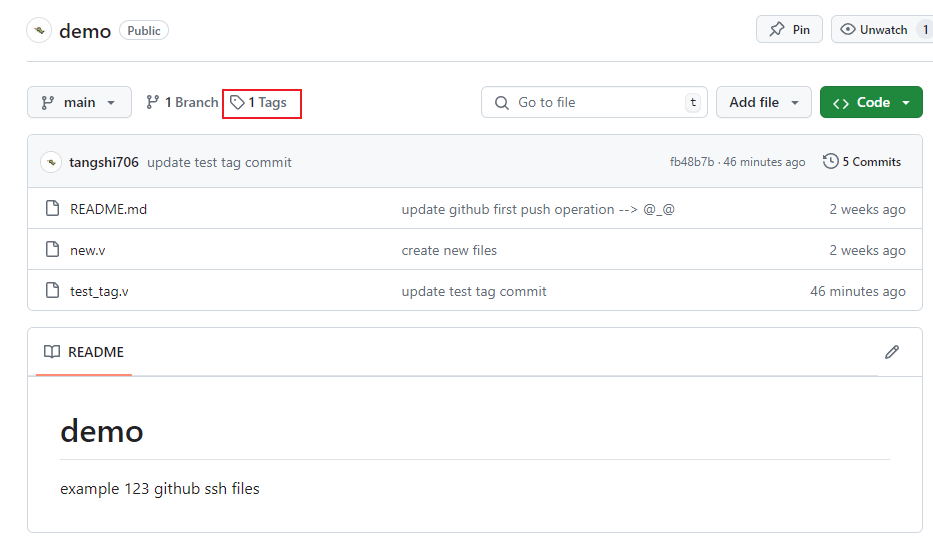 demo Public Pin Unwatch 1
main 1 Branch 1 Tags Go to file t Add file Code
tangshi706 update test tag commit fb48b7b · 46 minutes ago 5 Commits
README.md update github first push operation --> @_@ 2 weeks ago
new.v create new files 2 weeks ago
test_tag.v update test tag commit 46 minutes ago
README
demo
example 123 github ssh files